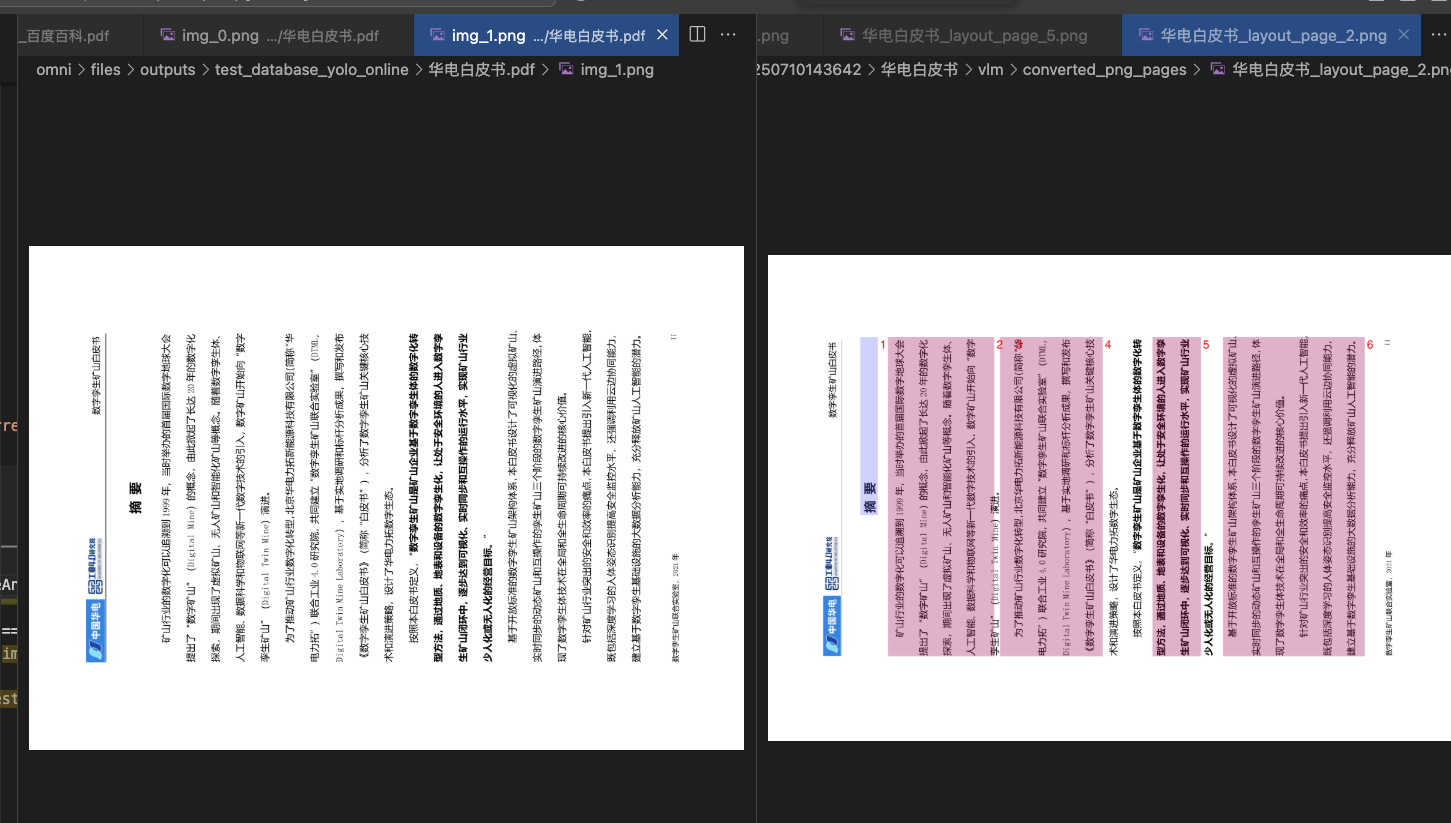 _百度百科.pdf
img_0.png .../华电白皮书.pdf
img_1.png .../华电白皮书.pdf
omni > files > outputs > test_database_yolo_online > 华电白皮书.pdf > img_1.png
中国华电
工业4.0研究院
数字孪生矿山白皮书
摘 要
矿山行业的数字化可以追溯到 1999 年，当时举办的首届国际数字地球大会
提出了“数字矿山”（Digital Mine）的概念，由此掀起了长达 20 年的数字化
探索，期间出现了虚拟矿山、无人矿山和智能化矿山等概念。随着数字孪生体、
人工智能、数据科学和物联网等新一代数字技术的引入，数字矿山开始向“数字
孪生矿山”（Digital Twin Mine）演进。
为了推动矿山行业数字化转型,北京华电力拓新能源科技有限公司(简称“华
电力拓”）联合工业 4.0 研究院，共同建立“数字孪生矿山联合实验室”（DTML，
Digital Twin Mine Laboratory），基于实地调研和标杆分析成果，撰写和发布
《数字孪生矿山白皮书》（简称“白皮书”），分析了数字孪生矿山关键核心技
术和演进策略，设计了华电力拓数字生态。
按照本白皮书定义，“数字孪生矿山是矿山企业基于数字孪生体的数字化转
型方法，通过对地质、地表和设备的数字孪生化，让处于安全环境的人进入数字孪
生矿山闭环中，逐步达到可视化、实时同步和互操作的运行水平，实现矿山行业
少人化或无人化的经营目标。”
基于开放标准的数字孪生矿山架构体系,本白皮书设计了可视化的虚拟矿山、
实时同步的动态矿山和互操作的孪生矿山三个阶段的数字孪生矿山演进路径,体
现了数字孪生体技术在全局和全生命周期可持续改进的核心价值。
针对矿山行业突出的安全和效率的痛点,本白皮书提出引入新一代人工智能,
既包括深度学习的人体姿态识别提高安全监控水平，还强调利用云边协同能力，
建立基于数字孪生基础设施的大数据分析能力，充分释放矿山人工智能的潜力。
数字孪生矿山联合实验室，2021 年
II
.png
华电白皮书_layout_page_5.png
华电白皮书_layout_page_2.png
250710143642 > 华电白皮书 > vlm > converted_png_pages > 华电白皮书_layout_page_2.pn
中国华电
工业4.0研究院
数字孪生矿山白皮书
摘 要
1
矿山行业的数字化可以追溯到 1999 年，当时举办的首届国际数字地球大会
提出了“数字矿山”（Digital Mine）的概念，由此掀起了长达 20 年的数字化
探索，期间出现了虚拟矿山、无人矿山和智能化矿山等概念。随着数字孪生体、
人工智能、数据科学和物联网等新一代数字技术的引入，数字矿山开始向“数字
2
孪生矿山”（Digital Twin Mine）演进。
3
为了推动矿山行业数字化转型,北京华电力拓新能源科技有限公司(简称“华
电力拓”）联合工业 4.0 研究院，共同建立“数字孪生矿山联合实验室”（DTML，
Digital Twin Mine Laboratory），基于实地调研和标杆分析成果，撰写和发布
《数字孪生矿山白皮书》（简称“白皮书”），分析了数字孪生矿山关键核心技
4
术和演进策略，设计了华电力拓数字生态。
按照本白皮书定义，“数字孪生矿山是矿山企业基于数字孪生体的数字化转
型方法，通过对地质、地表和设备的数字孪生化，让处于安全环境的人进入数字孪
生矿山闭环中，逐步达到可视化、实时同步和互操作的运行水平，实现矿山行业
5
少人化或无人化的经营目标。”
基于开放标准的数字孪生矿山架构体系,本白皮书设计了可视化的虚拟矿山、
实时同步的动态矿山和互操作的孪生矿山三个阶段的数字孪生矿山演进路径,体
现了数字孪生体技术在全局和全生命周期可持续改进的核心价值。
针对矿山行业突出的安全和效率的痛点,本白皮书提出引入新一代人工智能,
既包括深度学习的人体姿态识别提高安全监控水平，还强调利用云边协同能力，
建立基于数字孪生基础设施的大数据分析能力，充分释放矿山人工智能的潜力。
6
数字孪生矿山联合实验室，2021 年
II